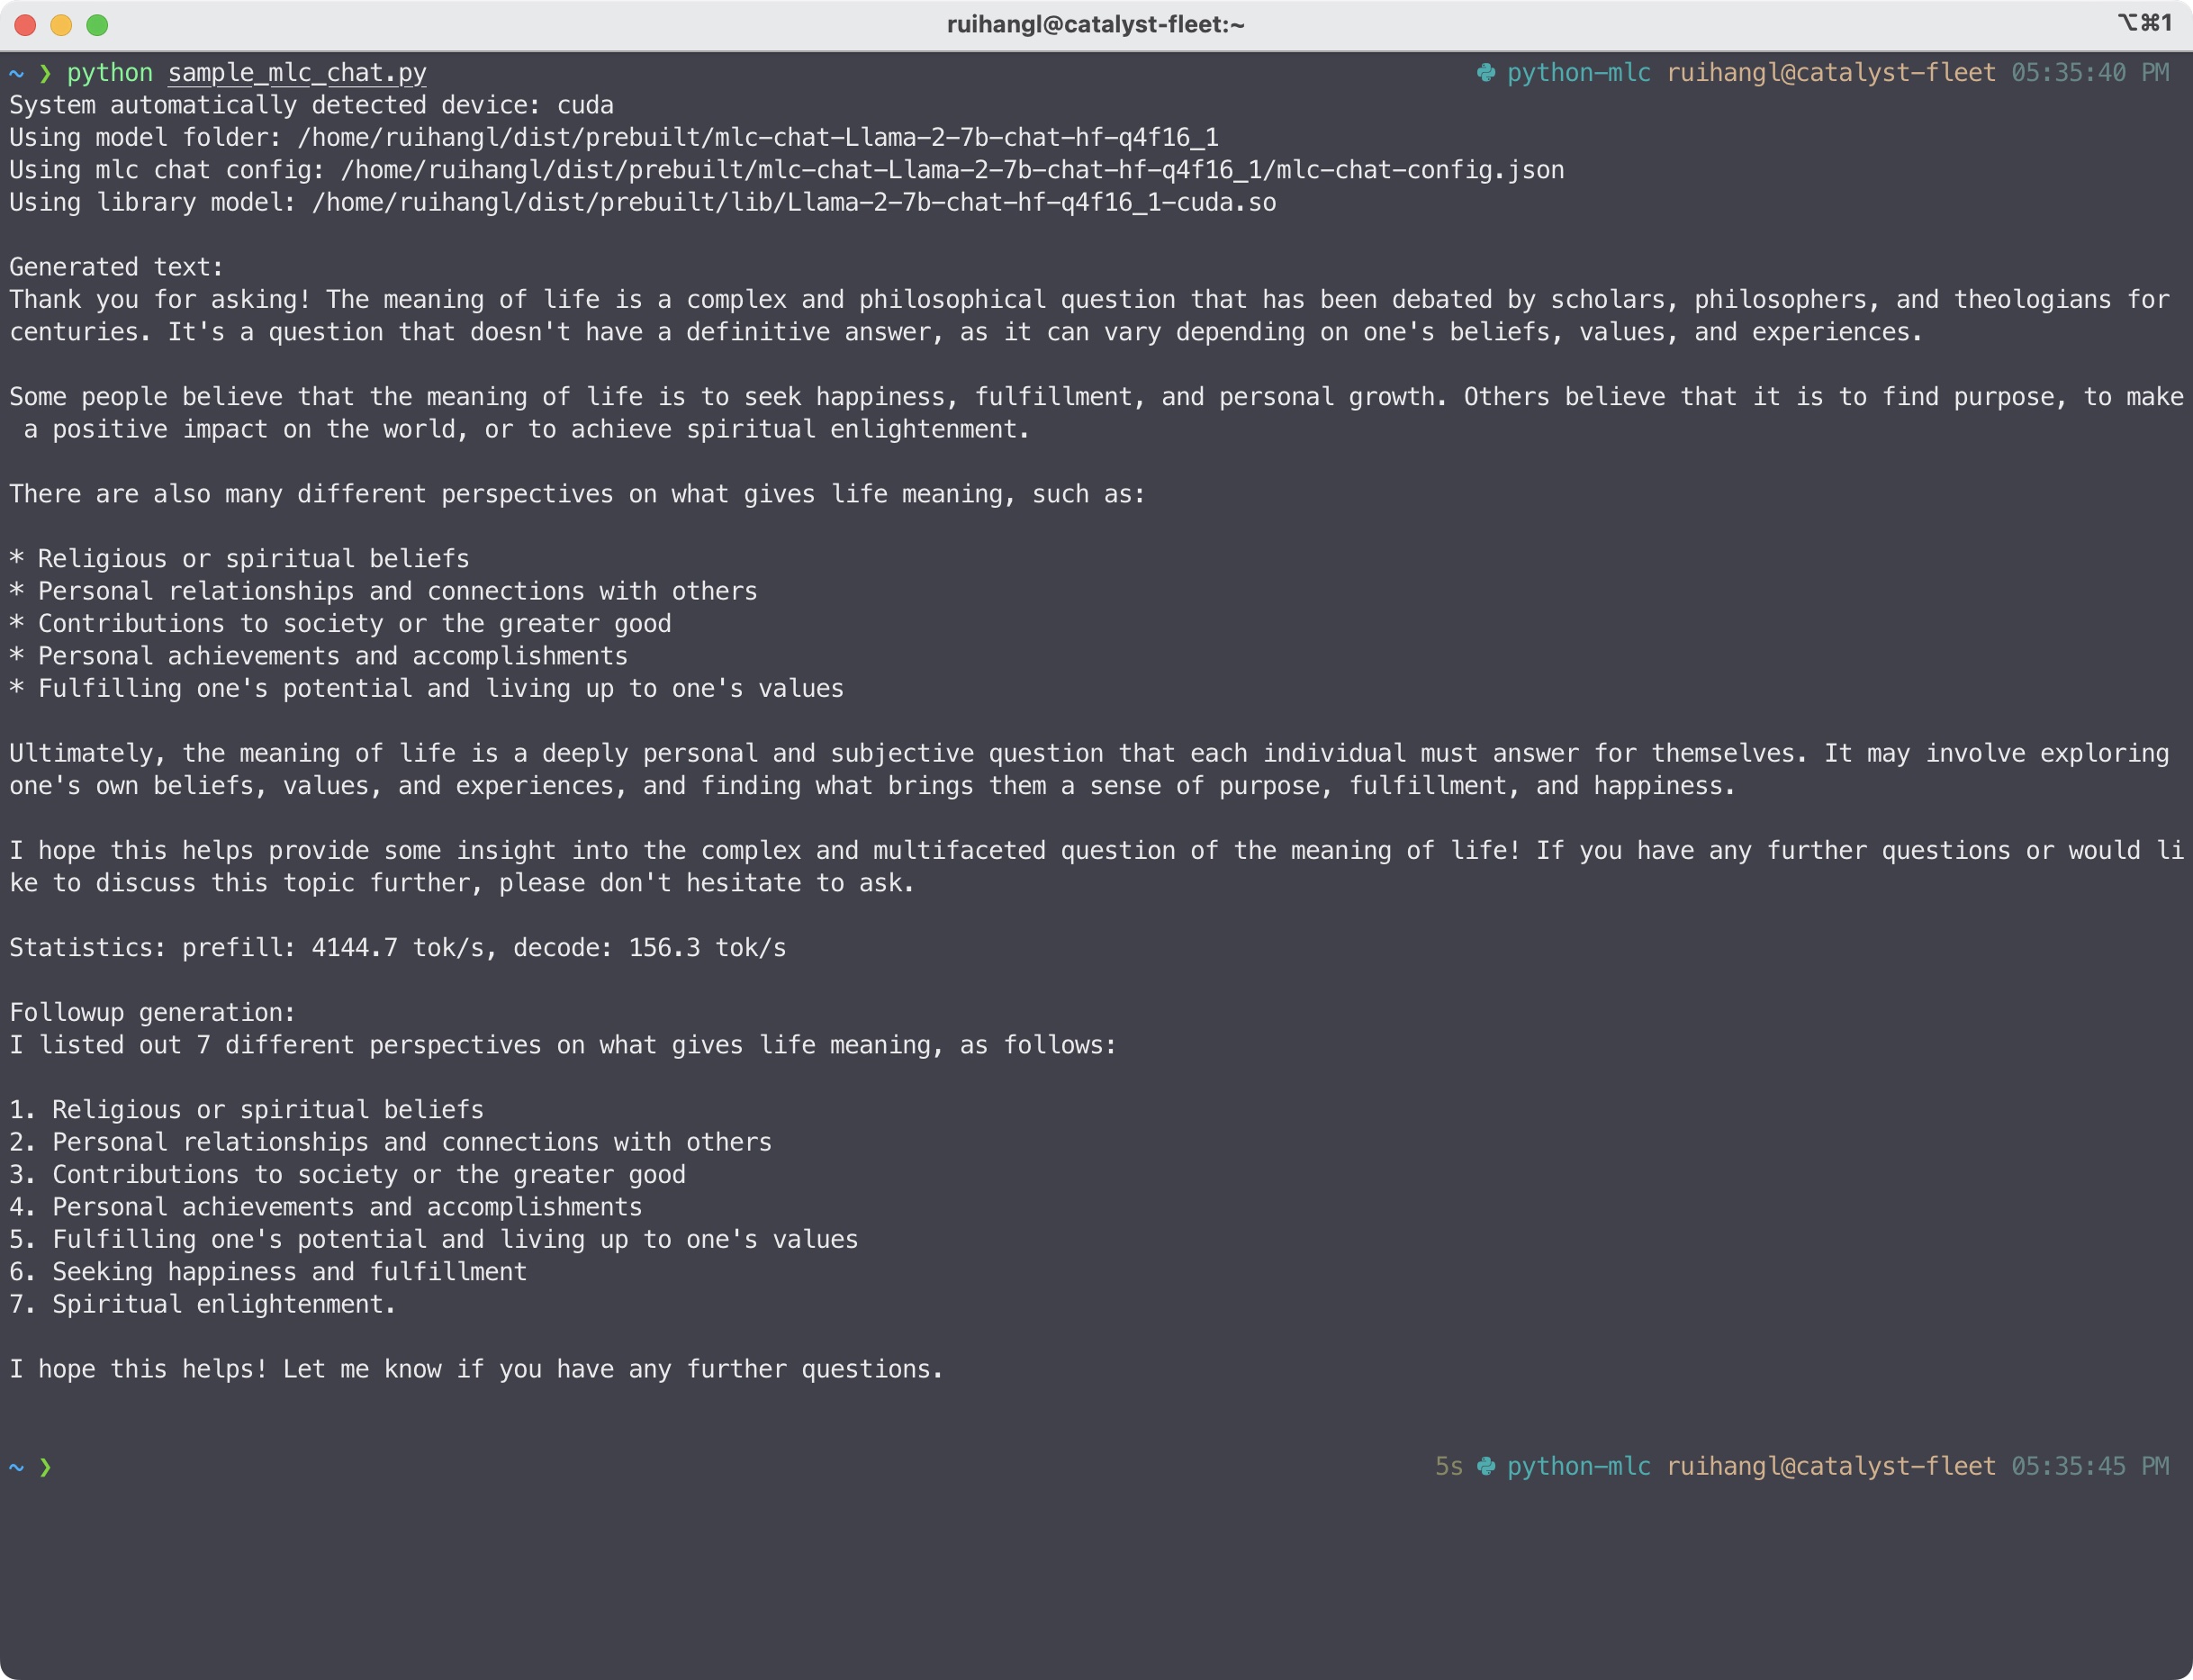 ruihangl@catalyst-fleet:~
⌥⌘1
~ ❯ python sample_mlc_chat.py python-mlc ruihangl@catalyst-fleet 05:35:40 PM
System automatically detected device: cuda
Using model folder: /home/ruihangl/dist/prebuilt/mlc-chat-Llama-2-7b-chat-hf-q4f16_1
Using mlc chat config: /home/ruihangl/dist/prebuilt/mlc-chat-Llama-2-7b-chat-hf-q4f16_1/mlc-chat-config.json
Using library model: /home/ruihangl/dist/prebuilt/lib/Llama-2-7b-chat-hf-q4f16_1-cuda.so
Generated text:
Thank you for asking! The meaning of life is a complex and philosophical question that has been debated by scholars, philosophers, and theologians for
centuries. It's a question that doesn't have a definitive answer, as it can vary depending on one's beliefs, values, and experiences.
Some people believe that the meaning of life is to seek happiness, fulfillment, and personal growth. Others believe that it is to find purpose, to make
a positive impact on the world, or to achieve spiritual enlightenment.
There are also many different perspectives on what gives life meaning, such as:
* Religious or spiritual beliefs
* Personal relationships and connections with others
* Contributions to society or the greater good
* Personal achievements and accomplishments
* Fulfilling one's potential and living up to one's values
Ultimately, the meaning of life is a deeply personal and subjective question that each individual must answer for themselves. It may involve exploring
one's own beliefs, values, and experiences, and finding what brings them a sense of purpose, fulfillment, and happiness.
I hope this helps provide some insight into the complex and multifaceted question of the meaning of life! If you have any further questions or would li
ke to discuss this topic further, please don't hesitate to ask.
Statistics: prefill: 4144.7 tok/s, decode: 156.3 tok/s
Followup generation:
I listed out 7 different perspectives on what gives life meaning, as follows:
1. Religious or spiritual beliefs
2. Personal relationships and connections with others
3. Contributions to society or the greater good
4. Personal achievements and accomplishments
5. Fulfilling one's potential and living up to one's values
6. Seeking happiness and fulfillment
7. Spiritual enlightenment.
I hope this helps! Let me know if you have any further questions.
~ ❯ 5s python-mlc ruihangl@catalyst-fleet 05:35:45 PM